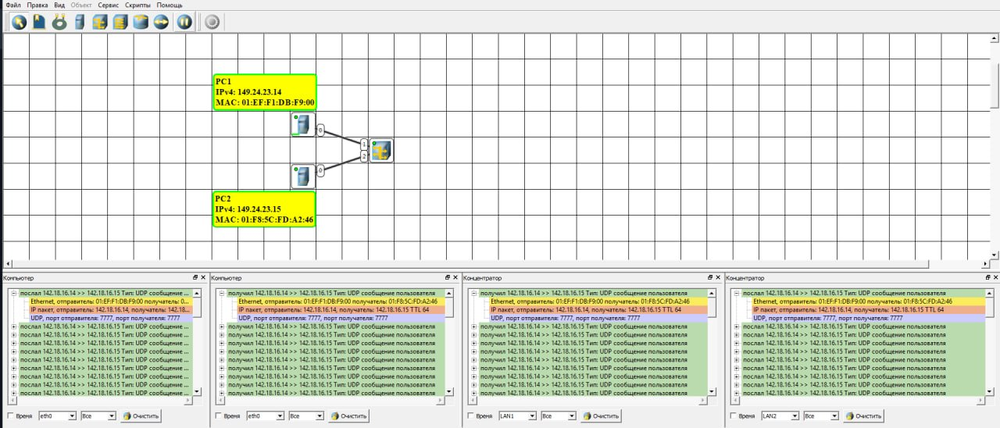 Файл Правка Вид Объект Сервис Скрипты Помощь
PC1
IPv4: 149.24.23.14
MAC: 01:EF:F1:DB:F9:00
0
1
2
0
PC2
IPv4: 149.24.23.15
MAC: 01:F8:5C:FD:A2:46
Компьютер
послал 142.18.16.14 >> 142.18.16.15 Тип: UDP сообщение ...
Ethernet, отправитель: 01:EF:F1:DB:F9:00 получатель: 0...
IP пакет, отправитель: 142.18.16.14, получатель: 142.18...
UDP, порт отправителя: 7777, порт получателя: 7777
послал 142.18.16.14 >> 142.18.16.15 Тип: UDP сообщение ...
послал 142.18.16.14 >> 142.18.16.15 Тип: UDP сообщение ...
послал 142.18.16.14 >> 142.18.16.15 Тип: UDP сообщение ...
послал 142.18.16.14 >> 142.18.16.15 Тип: UDP сообщение ...
послал 142.18.16.14 >> 142.18.16.15 Тип: UDP сообщение ...
послал 142.18.16.14 >> 142.18.16.15 Тип: UDP сообщение ...
послал 142.18.16.14 >> 142.18.16.15 Тип: UDP сообщение ...
послал 142.18.16.14 >> 142.18.16.15 Тип: UDP сообщение ...
послал 142.18.16.14 >> 142.18.16.15 Тип: UDP сообщение ...
Время eth0 Все Очистить
Компьютер
получил 142.18.16.14 >> 142.18.16.15 Тип: UDP сообщение пользователя
Ethernet, отправитель: 01:EF:F1:DB:F9:00 получатель: 01:F8:5C:FD:A2:46
IP пакет, отправитель: 142.18.16.14, получатель: 142.18.16.15 TTL 64
UDP, порт отправителя: 7777, порт получателя: 7777
получил 142.18.16.14 >> 142.18.16.15 Тип: UDP сообщение пользователя
получил 142.18.16.14 >> 142.18.16.15 Тип: UDP сообщение пользователя
получил 142.18.16.14 >> 142.18.16.15 Тип: UDP сообщение пользователя
получил 142.18.16.14 >> 142.18.16.15 Тип: UDP сообщение пользователя
получил 142.18.16.14 >> 142.18.16.15 Тип: UDP сообщение пользователя
получил 142.18.16.14 >> 142.18.16.15 Тип: UDP сообщение пользователя
получил 142.18.16.14 >> 142.18.16.15 Тип: UDP сообщение пользователя
получил 142.18.16.14 >> 142.18.16.15 Тип: UDP сообщение пользователя
получил 142.18.16.14 >> 142.18.16.15 Тип: UDP сообщение пользователя
Время eth0 Все Очистить
Концентратор
получил 142.18.16.14 >> 142.18.16.15 Тип: UDP сообщение пользователя
Ethernet, отправитель: 01:EF:F1:DB:F9:00 получатель: 01:F8:5C:FD:A2:46
IP пакет, отправитель: 142.18.16.14, получатель: 142.18.16.15 TTL 64
UDP, порт отправителя: 7777, порт получателя: 7777
получил 142.18.16.14 >> 142.18.16.15 Тип: UDP сообщение пользователя
получил 142.18.16.14 >> 142.18.16.15 Тип: UDP сообщение пользователя
получил 142.18.16.14 >> 142.18.16.15 Тип: UDP сообщение пользователя
получил 142.18.16.14 >> 142.18.16.15 Тип: UDP сообщение пользователя
получил 142.18.16.14 >> 142.18.16.15 Тип: UDP сообщение пользователя
получил 142.18.16.14 >> 142.18.16.15 Тип: UDP сообщение пользователя
получил 142.18.16.14 >> 142.18.16.15 Тип: UDP сообщение пользователя
получил 142.18.16.14 >> 142.18.16.15 Тип: UDP сообщение пользователя
получил 142.18.16.14 >> 142.18.16.15 Тип: UDP сообщение пользователя
Время LAN1 Все Очистить
Концентратор
послал 142.18.16.14 >> 142.18.16.15 Тип: UDP сообщение пользователя
Ethernet, отправитель: 01:EF:F1:DB:F9:00 получатель: 01:F8:5C:FD:A2:46
IP пакет, отправитель: 142.18.16.14, получатель: 142.18.16.15 TTL 64
UDP, порт отправителя: 7777, порт получателя: 7777
послал 142.18.16.14 >> 142.18.16.15 Тип: UDP сообщение пользователя
послал 142.18.16.14 >> 142.18.16.15 Тип: UDP сообщение пользователя
послал 142.18.16.14 >> 142.18.16.15 Тип: UDP сообщение пользователя
послал 142.18.16.14 >> 142.18.16.15 Тип: UDP сообщение пользователя
послал 142.18.16.14 >> 142.18.16.15 Тип: UDP сообщение пользователя
послал 142.18.16.14 >> 142.18.16.15 Тип: UDP сообщение пользователя
послал 142.18.16.14 >> 142.18.16.15 Тип: UDP сообщение пользователя
послал 142.18.16.14 >> 142.18.16.15 Тип: UDP сообщение пользователя
послал 142.18.16.14 >> 142.18.16.15 Тип: UDP сообщение пользователя
Время LAN2 Все Очистить